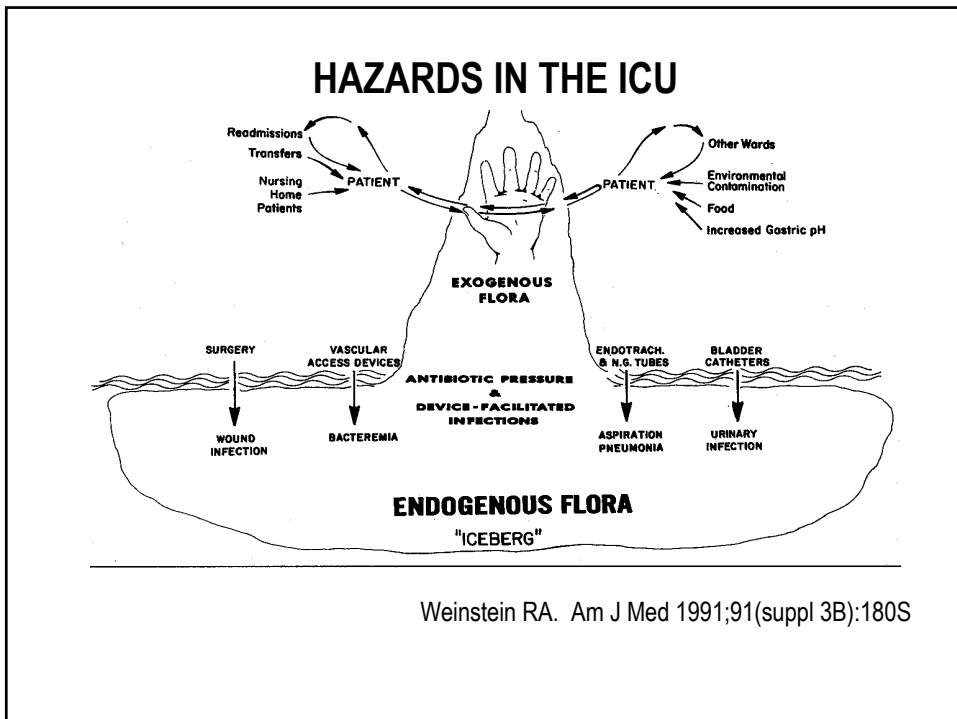 HAZARDS IN THE ICU
Readmissions
Transfers
Nursing
Home
Patients
PATIENT
PATIENT
Other Wards
Environmental
Contamination
Food
Increased Gastric pH
EXOGENOUS
FLORA
SURGERY
VASCULAR
ACCESS DEVICES
ENDOTRACH.
& N.G. TUBES
BLADDER
CATHETERS
ANTIBIOTIC PRESSURE
&
DEVICE-FACILITATED
INFECTIONS
WOUND
INFECTION
BACTEREMIA
ASPIRATION
PNEUMONIA
URINARY
INFECTION
ENDOGENOUS FLORA
"ICEBERG"
Weinstein RA. Am J Med 1991;91(suppl 3B):180S